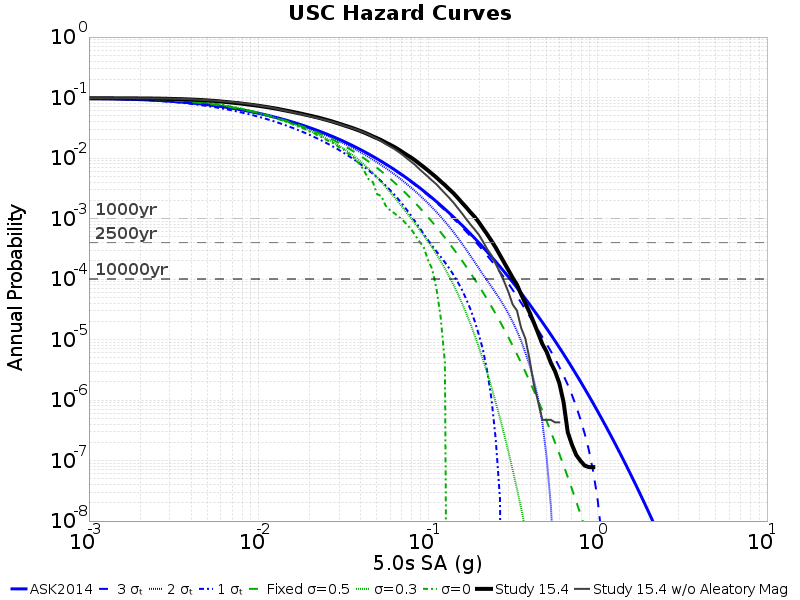 USC Hazard Curves
10^0
10^-1
10^-2
10^-3
10^-4
10^-5
10^-6
10^-7
10^-8
Annual Probability
1000yr
2500yr
10000yr
10^-3 10^-2 10^-1 10^0 10^1
5.0s SA (g)
ASK2014 3 σₜ 2 σₜ 1 σₜ Fixed σ=0.5 σ=0.3 σ=0 Study 15.4 Study 15.4 w/o Aleatory Mag